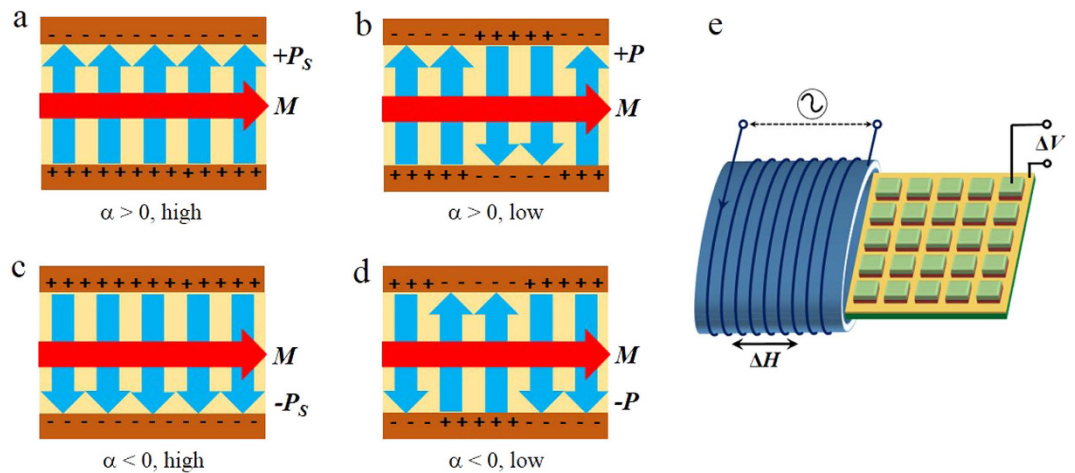 a
- - - - - - - - - - - - - -
+P_S
M
+ + + + + + + + + + + + + +
α > 0, high
b
- - - - - + + + + + - - -
+P
M
+ + + + + - - - - - + + +
α > 0, low
c
+ + + + + + + + + + + + + +
M
-P_S
- - - - - - - - - - - - - -
α < 0, high
d
+ + + - - - - - + + + + +
M
-P
- - - - + + + + + - - - - -
α < 0, low
e
ΔV
ΔH